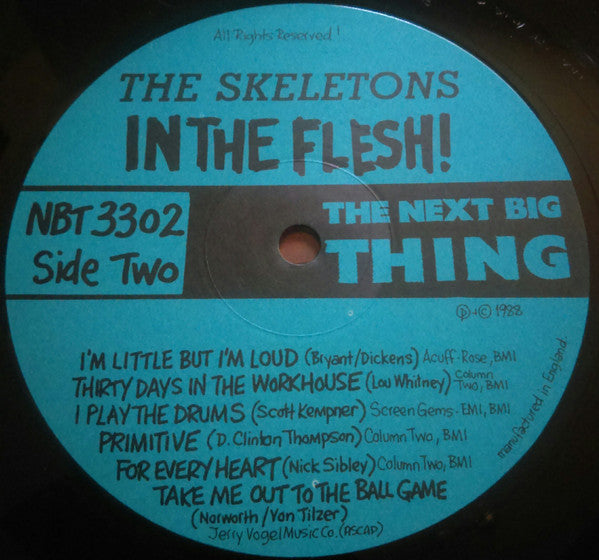 All Rights Reserved!
THE SKELETONS
IN THE FLESH!
NBT 3302
Side Two
THE NEXT BIG
THING
Ⓟ+© 1988
I'M LITTLE BUT I'M LOUD (Bryant/Dickens) Acuff-Rose, BMI
THIRTY DAYS IN THE WORKHOUSE (Lou Whitney) Column Two, BMI
I PLAY THE DRUMS (Scott Kempner) Screen Gems-EMI, BMI
PRIMITIVE (D. Clinton Thompson) Column Two, BMI
FOR EVERY HEART (Nick Sibley) Column Two, BMI
TAKE ME OUT TO THE BALL GAME
(Norworth/Von Tilzer)
Jerry Vogel Music Co. (ASCAP)
manufactured in England